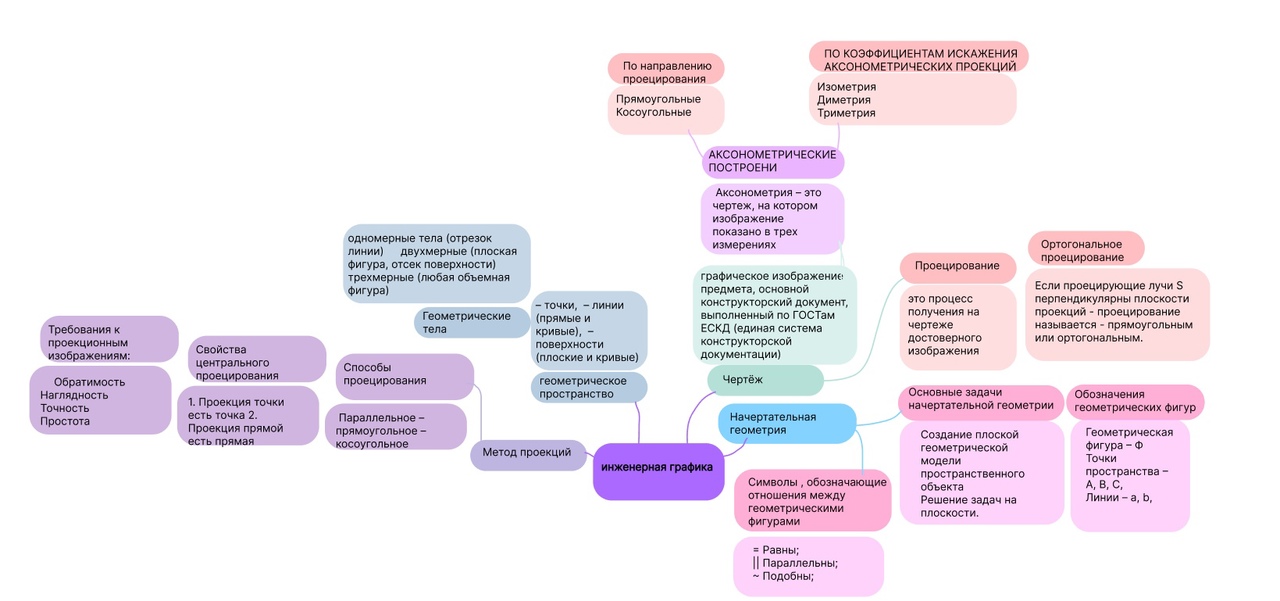 По направлению
проецирования
Прямоугольные
Косоугольные
ПО КОЭФФИЦИЕНТАМ ИСКАЖЕНИЯ
АКСОНОМЕТРИЧЕСКИХ ПРОЕКЦИЙ
Изометрия
Диметрия
Триметрия
АКСОНОМЕТРИЧЕСКИЕ
ПОСТРОЕНИ
Аксонометрия – это
чертеж, на котором
изображение
показано в трех
измерениях
графическое изображение
предмета, основной
конструкторский документ,
выполненный по ГОСТам
ЕСКД (единая система
конструкторской
документации)
Чертёж
Проецирование
это процесс
получения на
чертеже
достоверного
изображения
Ортогональное
проецирование
Если проецирующие лучи S
перпендикулярны плоскости
проекций - проецирование
называется - прямоугольным
или ортогональным.
одномерные тела (отрезок
линии) двухмерные (плоская
фигура, отсек поверхности)
трехмерные (любая объемная
фигура)
Геометрические
тела
– точки, – линии
(прямые и
кривые), –
поверхности
(плоские и кривые)
геометрическое
пространство
Требования к
проекционным
изображениям:
Обратимость
Наглядность
Точность
Простота
Свойства
центрального
проецирования
1. Проекция точки
есть точка 2.
Проекция прямой
есть прямая
Способы
проецирования
Параллельное –
прямоугольное –
косоугольное
Метод проекций
инженерная графика
Начертательная
геометрия
Основные задачи
начертательной геометрии
Создание плоской
геометрической
модели
пространственного
объекта
Решение задач на
плоскости.
Обозначения
геометрических фигур
Геометрическая
фигура – Ф
Точки
пространства –
A, B, C,
Линии – a, b,
Символы , обозначающие
отношения между
геометрическими
фигурами
= Равны;
|| Параллельны;
~ Подобны;